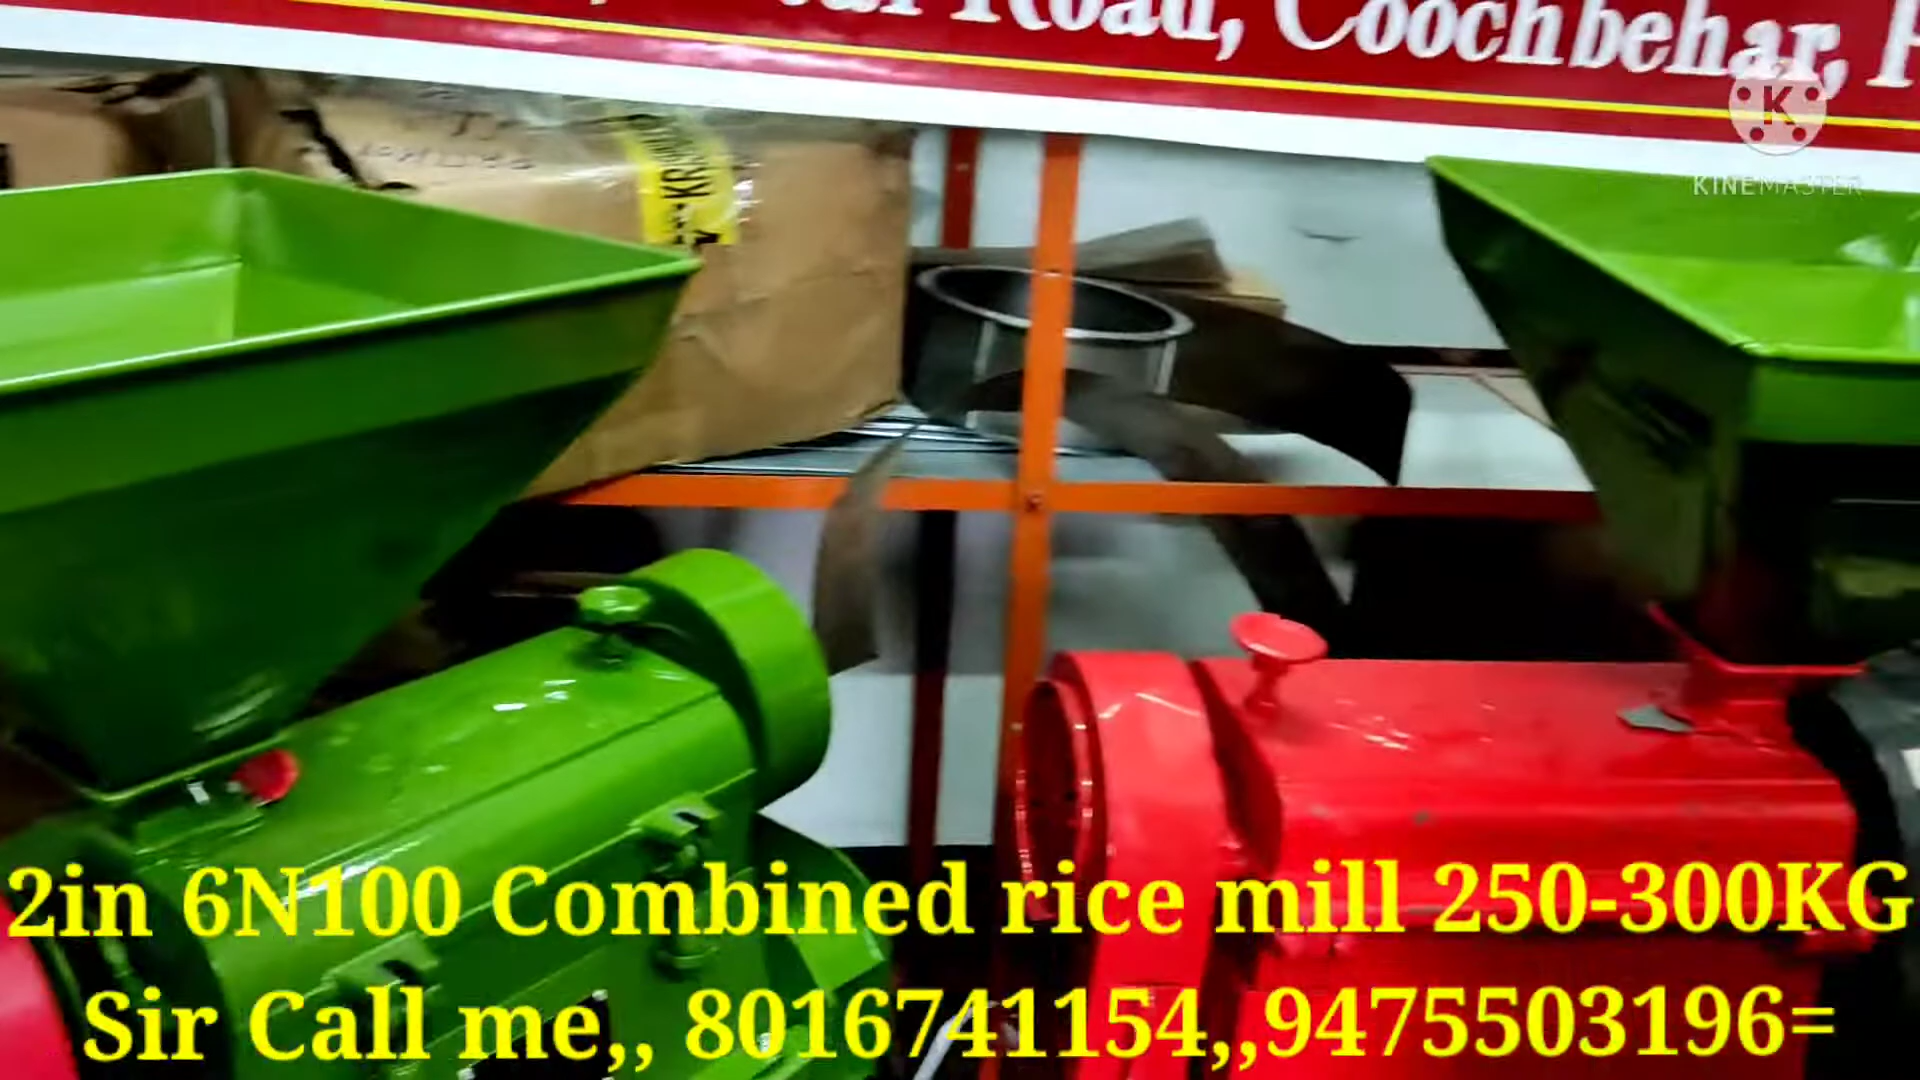 Road, Coochbehar,
K
KINEMASTER
2in 6N100 Combined rice mill 250-300KG
Sir Call me,, 8016741154,,9475503196=